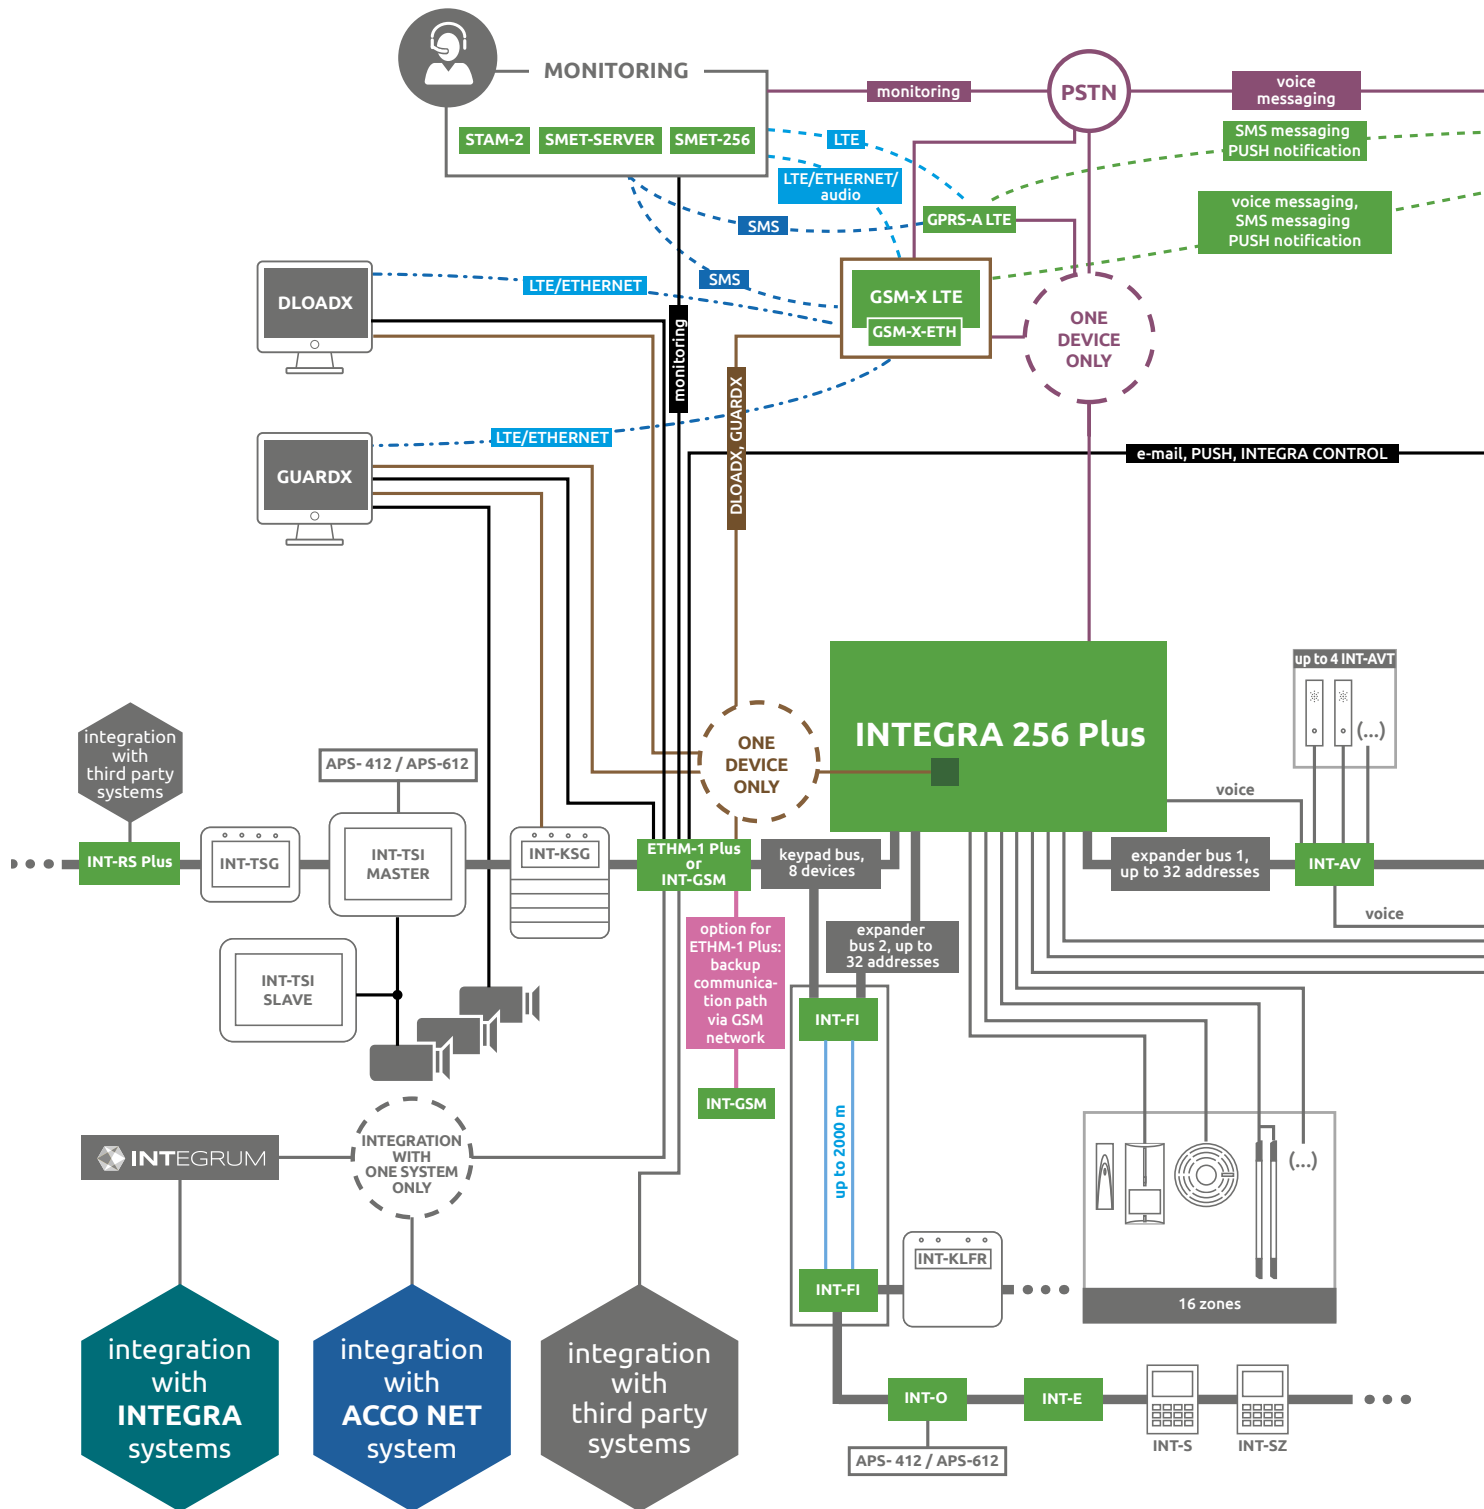 MONITORING
STAM-2
SMET-SERVER
SMET-256
monitoring
PSTN
voice
messaging
LTE
SMS messaging
PUSH notification
LTE/ETHERNET/
audio
SMS
GPRS-A LTE
voice messaging,
SMS messaging
PUSH notification
DLOADX
LTE/ETHERNET
SMS
GSM-X LTE
GSM-X-ETH
ONE
DEVICE
ONLY
monitoring
DLOADX, GUARDX
GUARDX
LTE/ETHERNET
e-mail, PUSH, INTEGRA CONTROL
INTEGRA 256 Plus
up to 4 INT-AVT
(...)
integration
with
third party
systems
APS- 412 / APS-612
ONE
DEVICE
ONLY
voice
INT-RS Plus
INT-TSG
INT-TSI
MASTER
INT-KSG
ETHM-1 Plus
or
INT-GSM
keypad bus,
8 devices
expander bus 1,
up to 32 addresses
INT-AV
voice
option for
ETHM-1 Plus:
backup
communica-
tion path
via GSM
network
expander
bus 2, up to
32 addresses
INT-TSI
SLAVE
INT-FI
INT-GSM
up to 2000 m
INTEGRUM
INTEGRATION
WITH
ONE SYSTEM
ONLY
(...)
INT-KLFR
INT-FI
16 zones
integration
with
INTEGRA
systems
integration
with
ACCO NET
system
integration
with
third party
systems
INT-O
INT-E
INT-S
INT-SZ
APS- 412 / APS-612